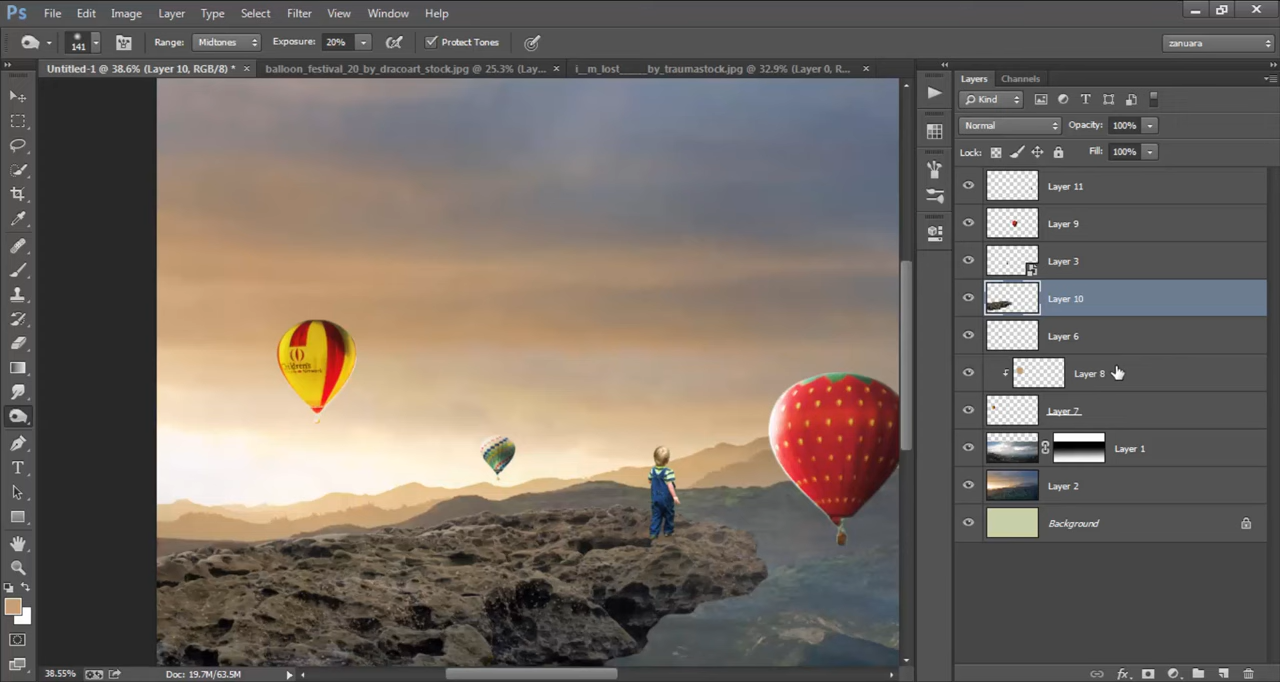 Ps File Edit Image Layer Type Select Filter View Window Help
141 Range: Midtones Exposure: 20% Protect Tones zanuara
Untitled-1 @ 38.6% (Layer 10, RGB/8) * × balloon_festival_20_by_dracoart_stock.jpg @ 25.3% (Lay... × i__m_lost_____by_traumastock.jpg @ 32.9% (Layer 0, R... ×
Layers Channels
Kind
Normal Opacity: 100%
Lock: Fill: 100%
Layer 11
Layer 9
Layer 3
Layer 10
Layer 6
Layer 8
Layer 7
Layer 1
Layer 2
Background
38.55% Doc: 19.7M/63.5M